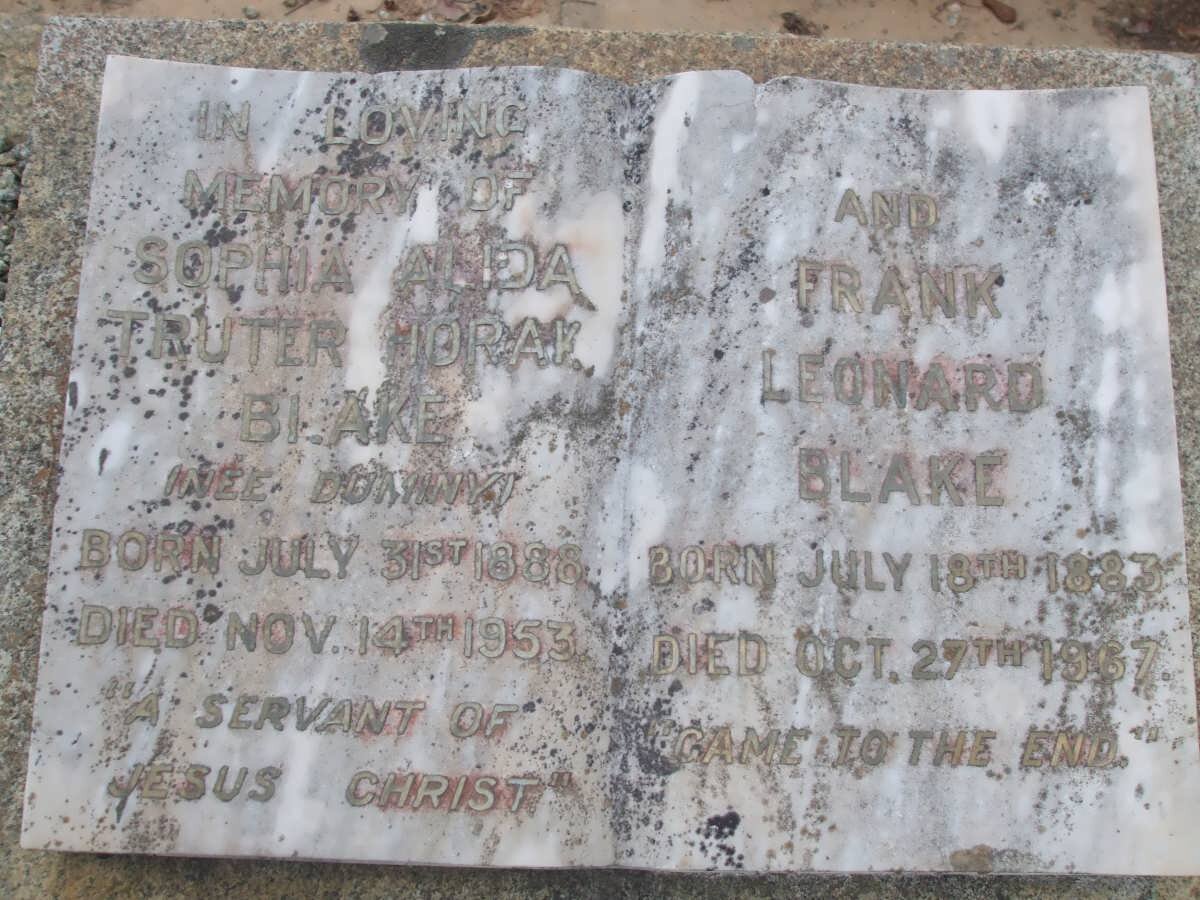 IN LOVING
MEMORY OF
SOPHIA ALIDA
TRUTER HORAK
BLAKE
(NÉE DOMINY)
BORN JULY 31ST 1888
DIED NOV. 14TH 1953
"A SERVANT OF
JESUS CHRIST"
AND
FRANK
LEONARD
BLAKE
BORN JULY 18TH 1883
DIED OCT. 27TH 1967.
"CAME TO THE END."